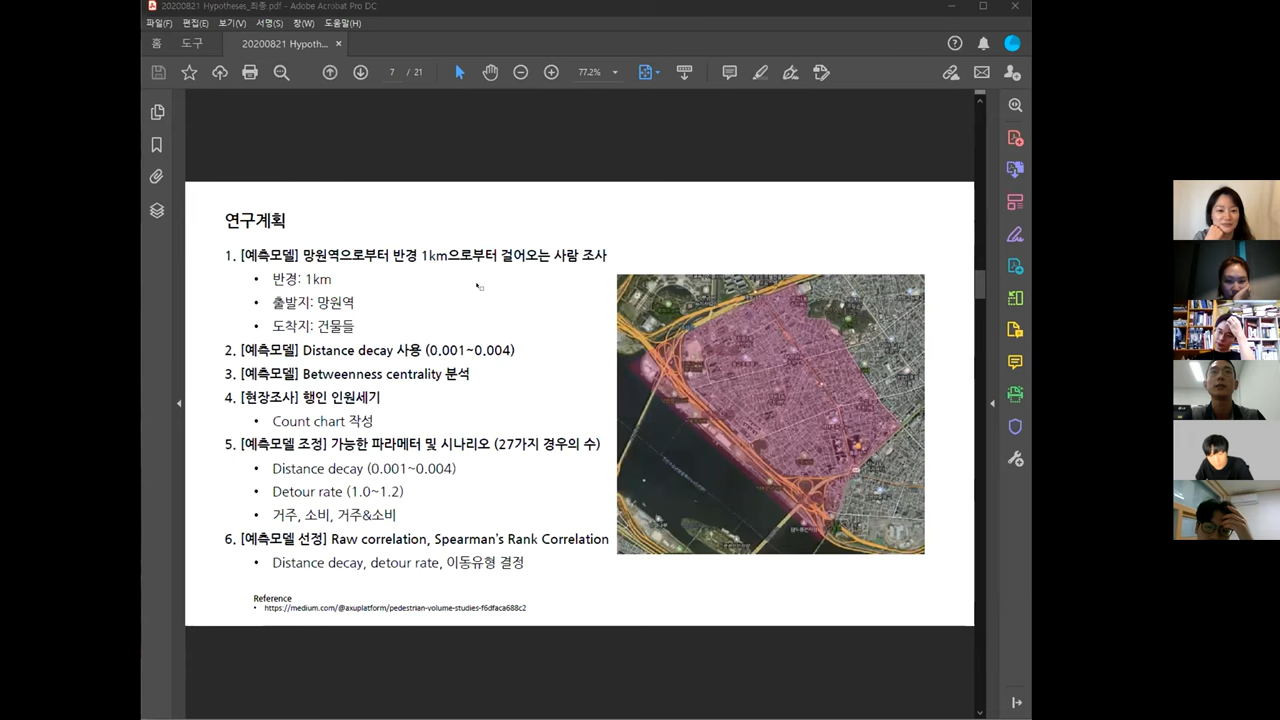 20200821 Hypotheses_최종.pdf - Adobe Acrobat Pro DC
파일(F) 편집(E) 보기(V) 서명(S) 창(W) 도움말(H)
홈 도구 20200821 Hypoth... ×
7 / 21 77.2%
연구계획
1. [예측모델] 망원역으로부터 반경 1km으로부터 걸어오는 사람 조사
• 반경: 1km
• 출발지: 망원역
• 도착지: 건물들
2. [예측모델] Distance decay 사용 (0.001~0.004)
3. [예측모델] Betweenness centrality 분석
4. [현장조사] 행인 인원세기
• Count chart 작성
5. [예측모델 조정] 가능한 파라메터 및 시나리오 (27가지 경우의 수)
• Distance decay (0.001~0.004)
• Detour rate (1.0~1.2)
• 거주, 소비, 거주&소비
6. [예측모델 선정] Raw correlation, Spearman's Rank Correlation
• Distance decay, detour rate, 이동유형 결정
Reference
• https://medium.com/@axuplatform/pedestrian-volume-studies-f6dfaca688c2